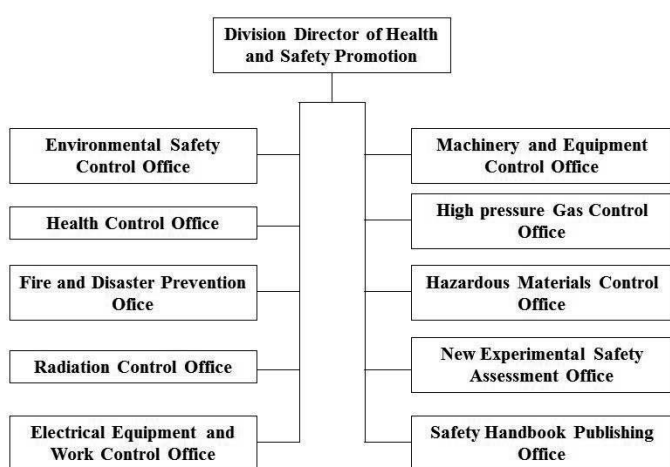 Division Director of Health
and Safety Promotion
Environmental Safety
Control Office
Health Control Office
Fire and Disaster Prevention
Ofice
Radiation Control Office
Electrical Equipment and
Work Control Office
Machinery and Equipment
Control Office
High pressure Gas Control
Office
Hazardous Materials Control
Office
New Experimental Safety
Assessment Office
Safety Handbook Publishing
Office